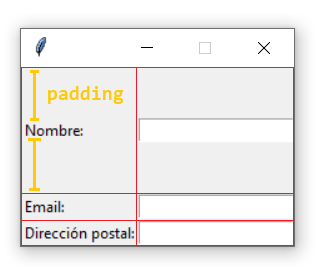 padding
Nombre:
Email:
Dirección postal: